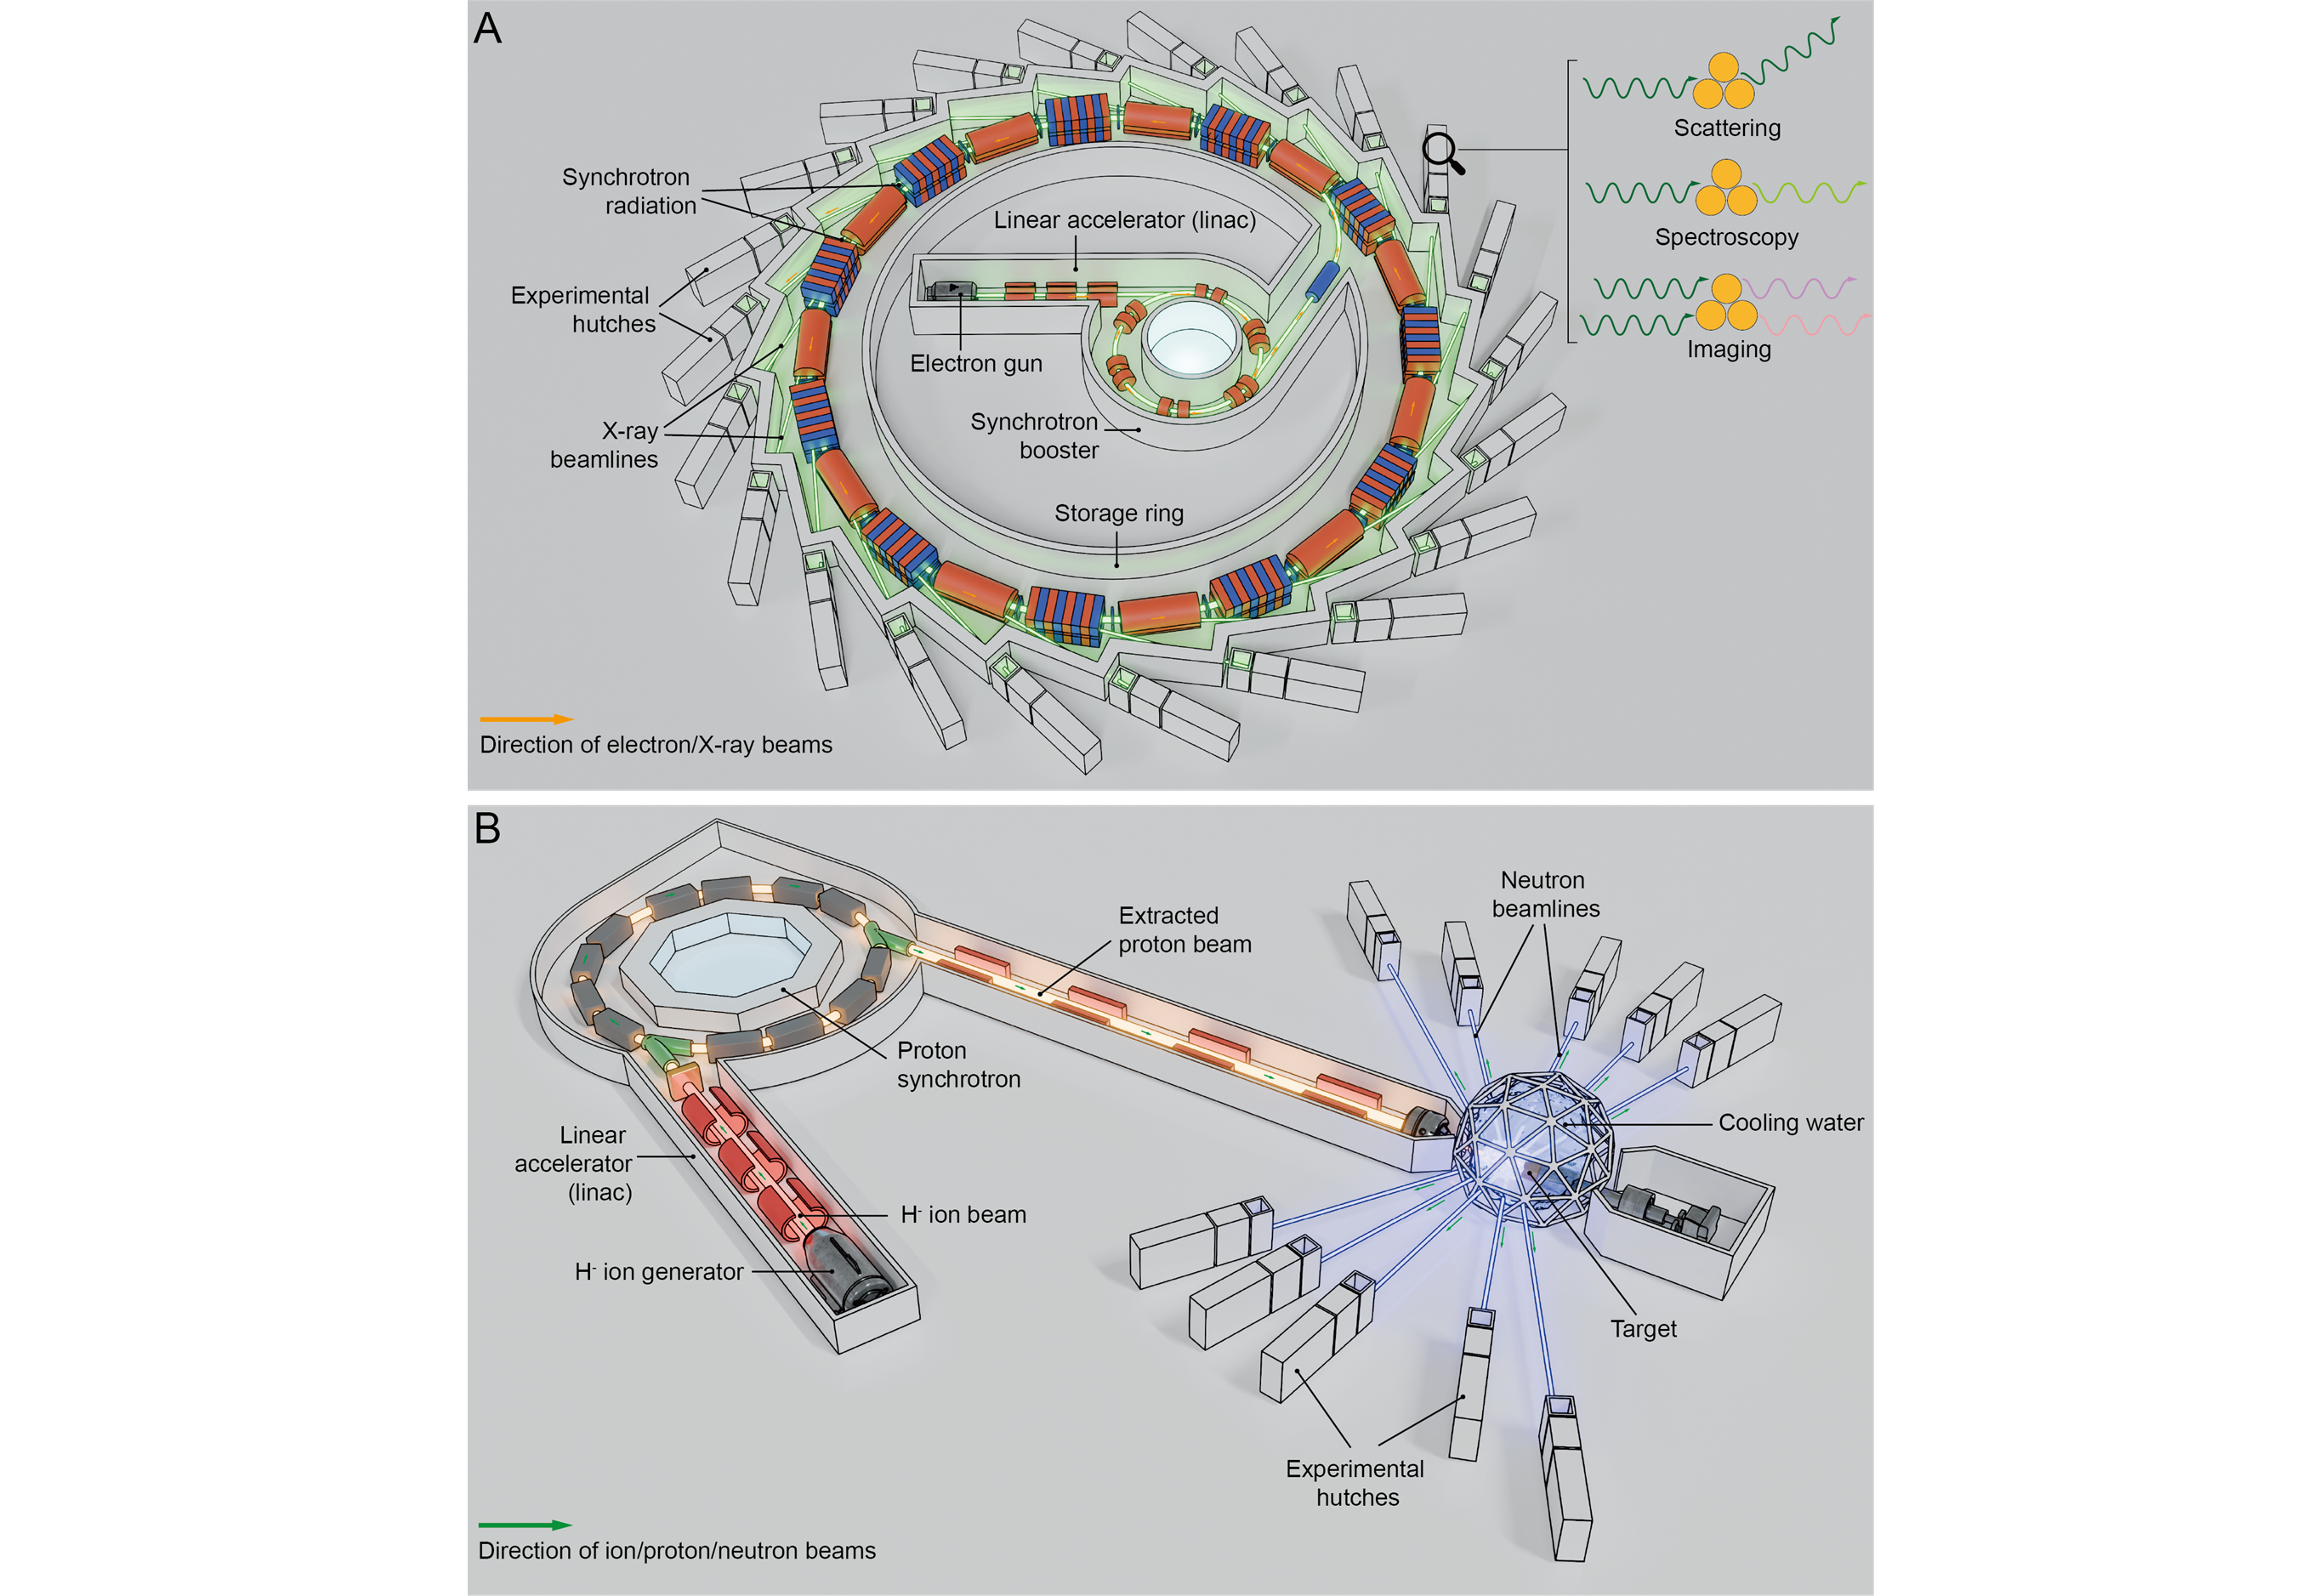 A
Scattering
Spectroscopy
Imaging
Synchrotron
radiation
Linear accelerator (linac)
Experimental
hutches
Electron gun
X-ray
beamlines
Synchrotron
booster
Storage ring
Direction of electron/X-ray beams
B
Neutron
beamlines
Extracted
proton beam
Proton
synchrotron
Cooling water
Linear
accelerator
(linac)
H- ion beam
H- ion generator
Target
Experimental
hutches
Direction of ion/proton/neutron beams